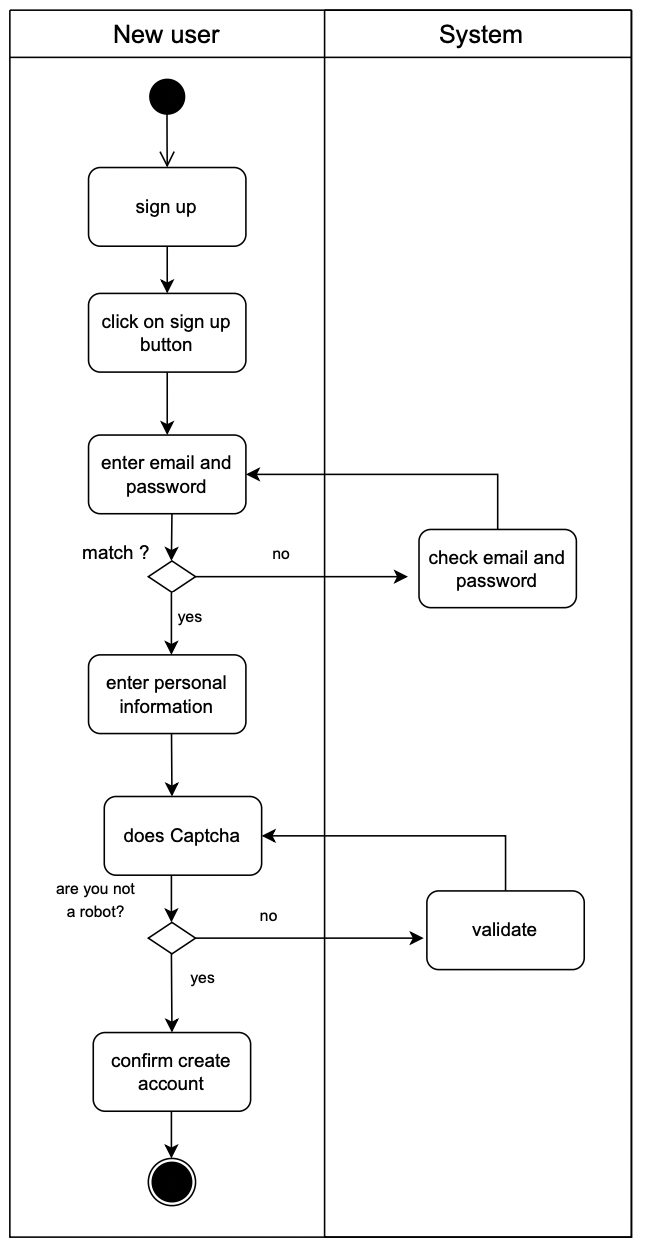 New user
System
sign up
click on sign up
button
enter email and
password
match ?
no
check email and
password
yes
enter personal
information
does Captcha
are you not
a robot?
no
validate
yes
confirm create
account